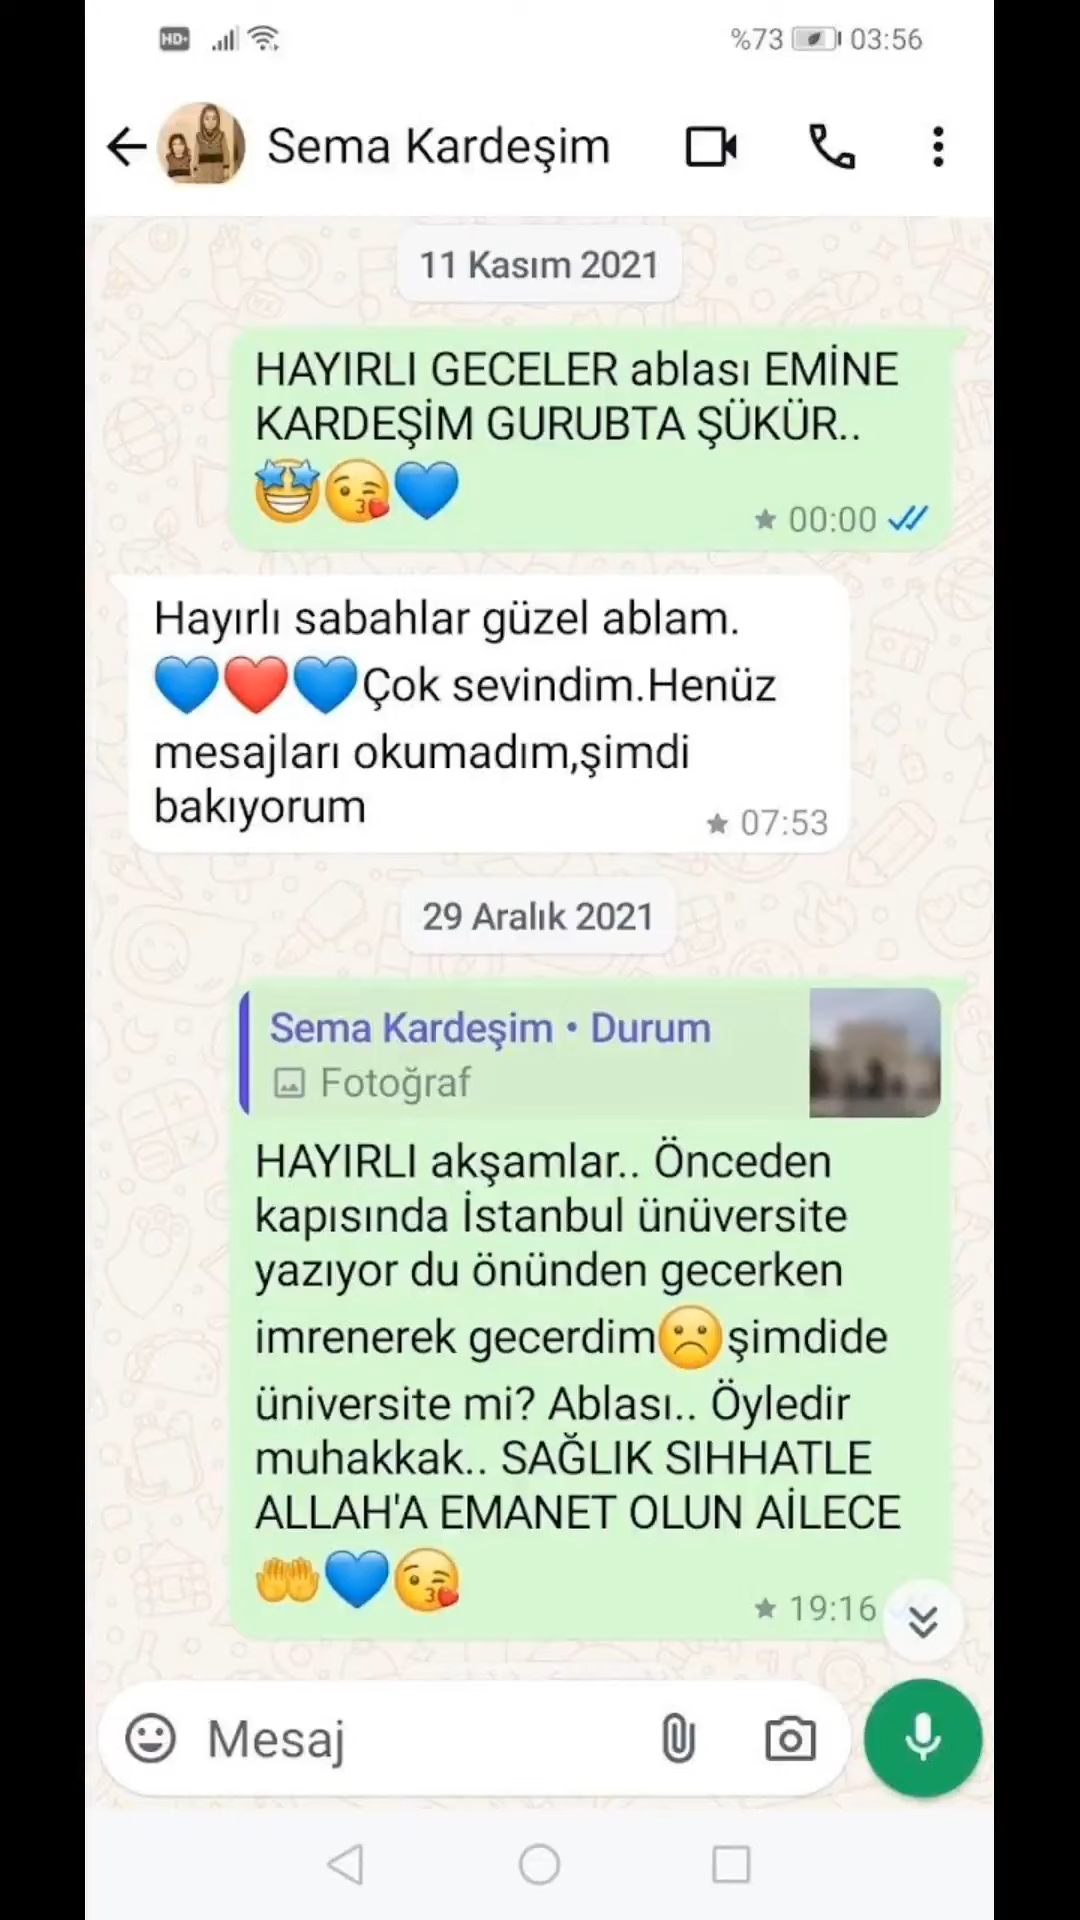 HD+ %73 03:56
Sema Kardeşim
11 Kasım 2021
HAYIRLI GECELER ablası EMİNE
KARDEŞİM GURUBTA ŞÜKÜR..
🤩😘💙
00:00
Hayırlı sabahlar güzel ablam.
💙❤️💙Çok sevindim.Henüz
mesajları okumadım,şimdi
bakıyorum
07:53
29 Aralık 2021
Sema Kardeşim • Durum
Fotoğraf
HAYIRLI akşamlar.. Önceden
kapısında İstanbul ünüversite
yazıyor du önünden gecerken
imrenerek gecerdim☹️şimdide
üniversite mi? Ablası.. Öyledir
muhakkak.. SAĞLIK SIHHATLE
ALLAH'A EMANET OLUN AİLECE
🤲💙😘
19:16
Mesaj